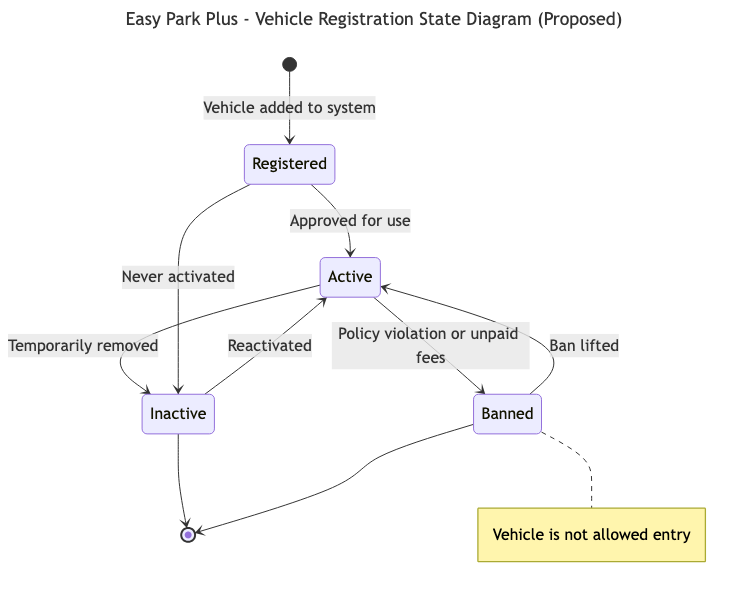 Easy Park Plus - Vehicle Registration State Diagram (Proposed)
Vehicle added to system
Registered
Approved for use
Never activated
Active
Temporarily removed
Reactivated
Policy violation or unpaid
fees
Ban lifted
Inactive
Banned
Vehicle is not allowed entry